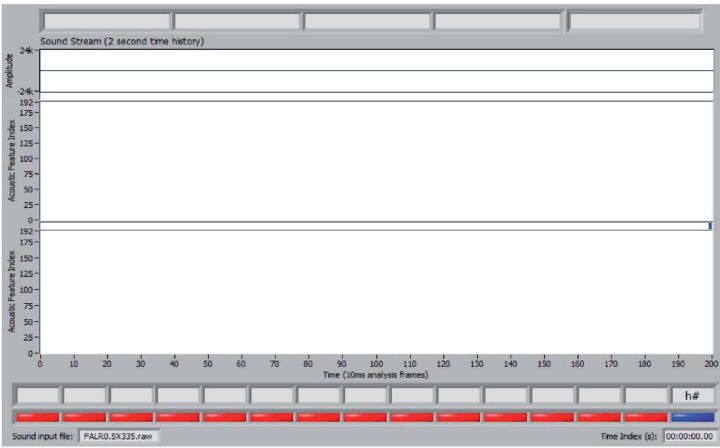 Sound Stream (2 second time history)
Amplitude
24k
-24k
Acoustic Feature Index
192
175
150
125
100
75
50
25
0
Acoustic Feature Index
192
175
150
125
100
75
50
25
0
0 10 20 30 40 50 60 70 80 90 100 110 120 130 140 150 160 170 180 190 200
Time (10ms analysis frames)
h#
Sound input file: FALR0.SX335.raw Time Index (s): 00:00:00.00